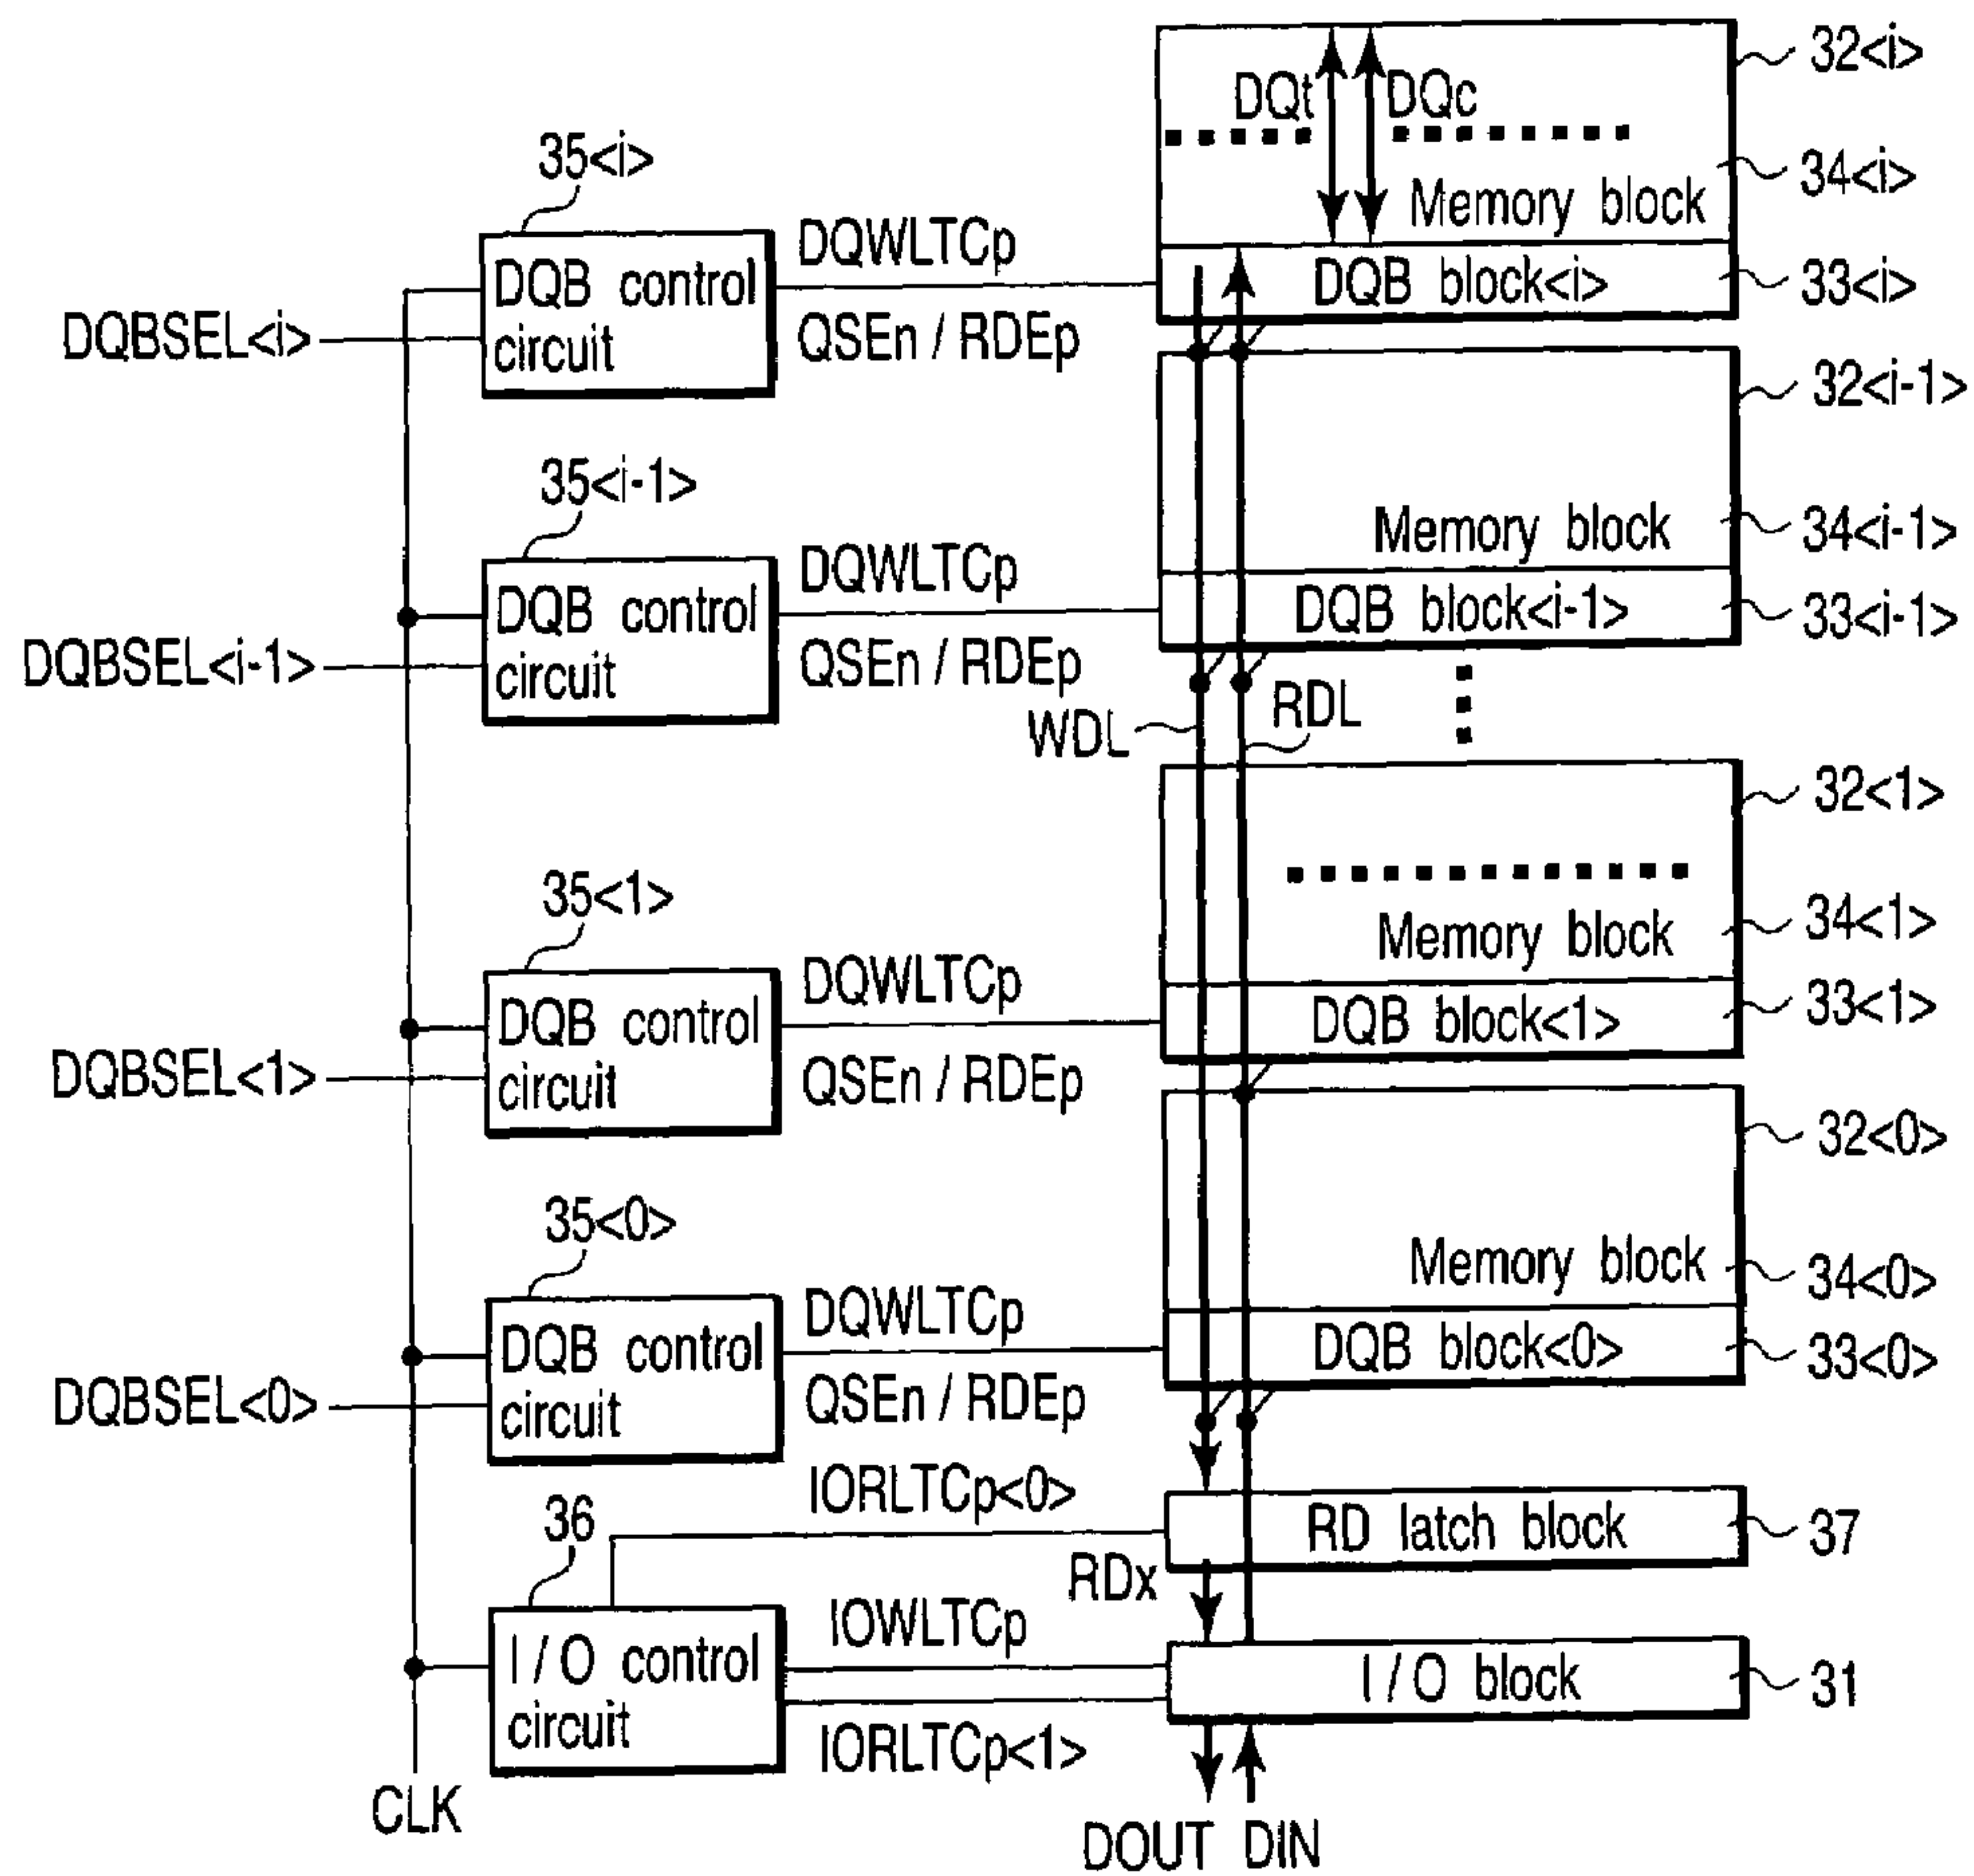 32<i>
DQt
DQc
35<i>
34<i>
Memory block
DQWLTCp
DQB control
circuit
DQB block<i>
33<i>
DQBSEL<i>
QSEn / RDEp
32<i-1>
35<i-1>
Memory block
34<i-1>
DQWLTCp
DQB control
circuit
DQB block<i-1>
33<i-1>
DQBSEL<i-1>
QSEn / RDEp
WDL
RDL
32<1>
35<1>
Memory block
34<1>
DQWLTCp
DQB control
circuit
DQB block<1>
33<1>
DQBSEL<1>
QSEn / RDEp
32<0>
35<0>
Memory block
34<0>
DQWLTCp
DQB control
circuit
DQB block<0>
33<0>
DQBSEL<0>
QSEn / RDEp
IORLTCp<0>
36
RD latch block
37
RDx
IOWLTCp
I / O control
circuit
I / O block
31
IORLTCp<1>
CLK
DOUT
DIN